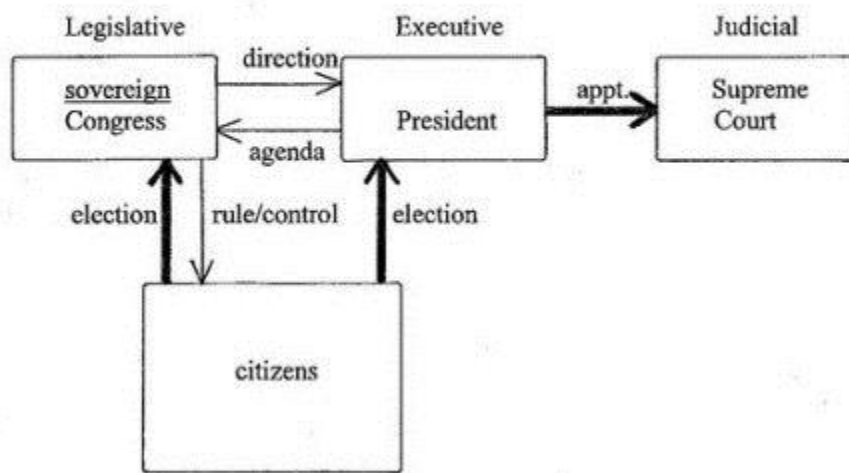 Legislative
Executive
Judicial
sovereign
Congress
direction
agenda
President
appt.
Supreme
Court
election
rule/control
election
citizens